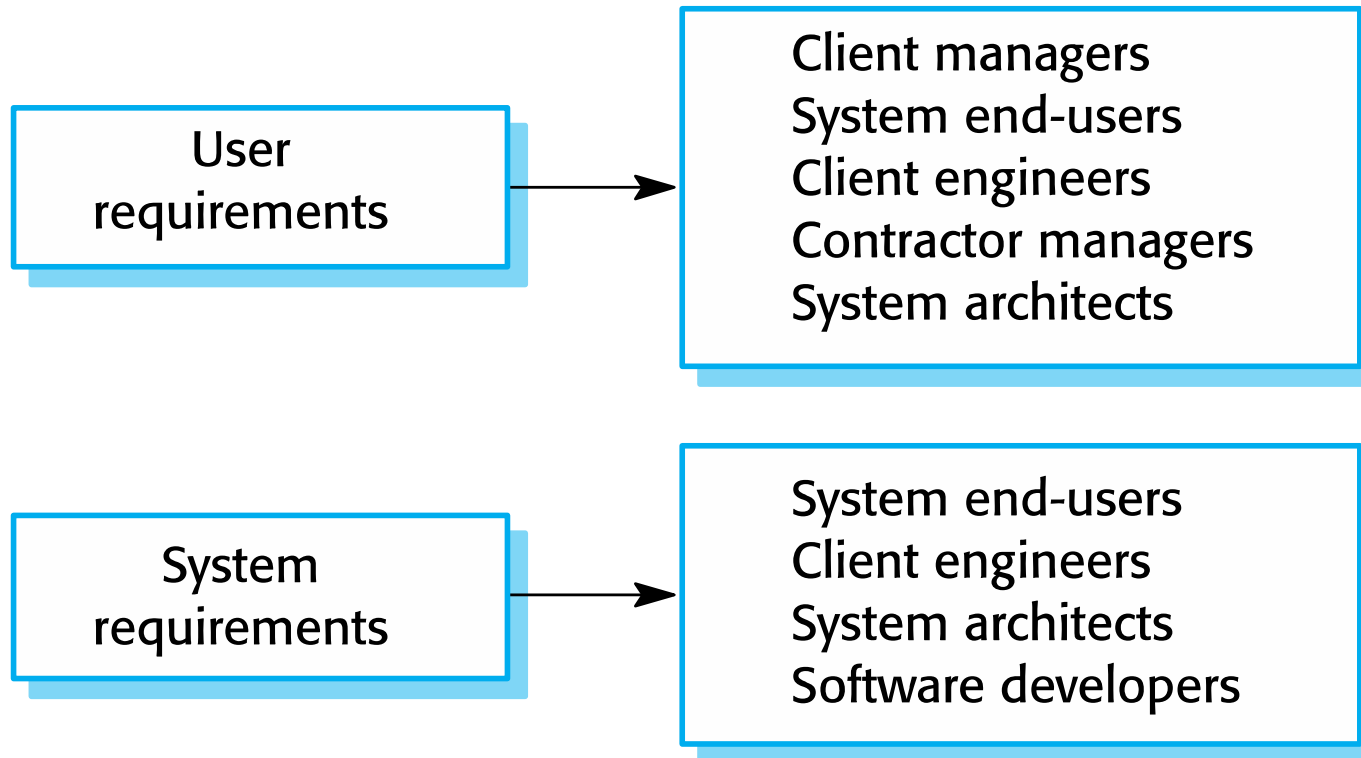 User
requirements
Client managers
System end-users
Client engineers
Contractor managers
System architects
System
requirements
System end-users
Client engineers
System architects
Software developers